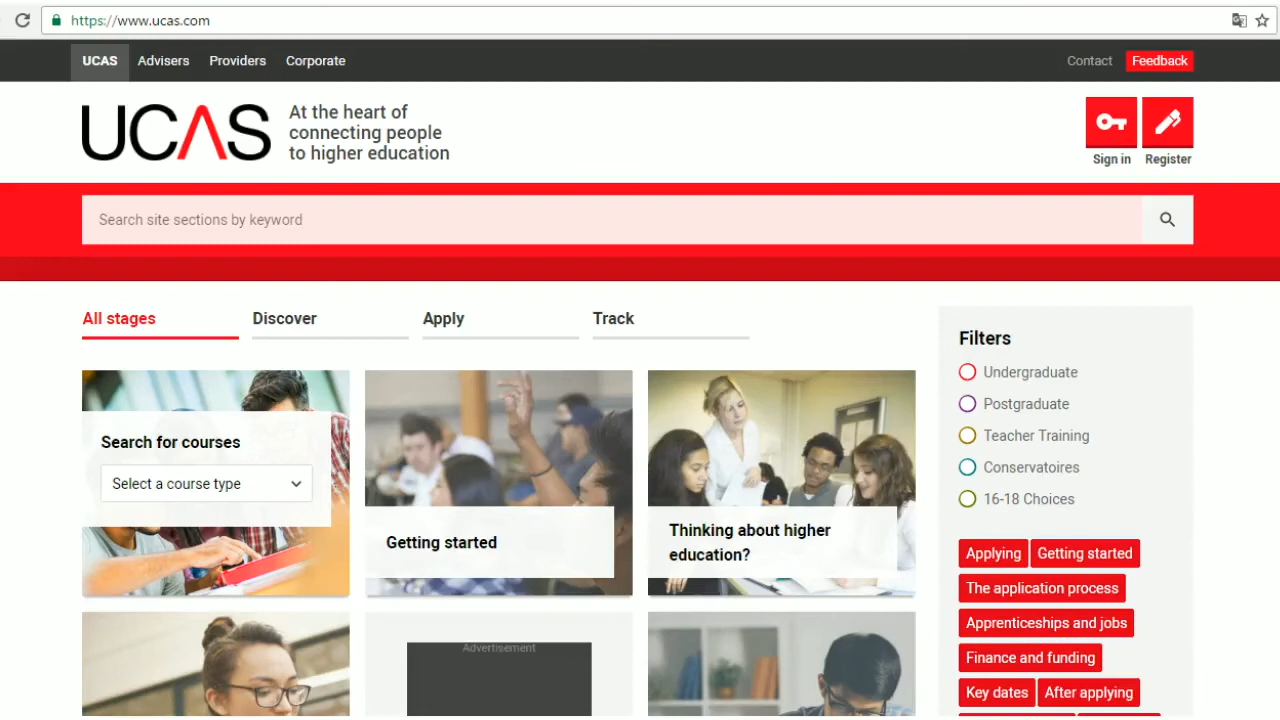 https://www.ucas.com
UCAS Advisers Providers Corporate Contact Feedback
UCAS
At the heart of
connecting people
to higher education
Sign in Register
Search site sections by keyword
All stages Discover Apply Track
Search for courses
Select a course type
Getting started
Thinking about higher
education?
Advertisement
Filters
Undergraduate
Postgraduate
Teacher Training
Conservatoires
16-18 Choices
Applying Getting started
The application process
Apprenticeships and jobs
Finance and funding
Key dates After applying